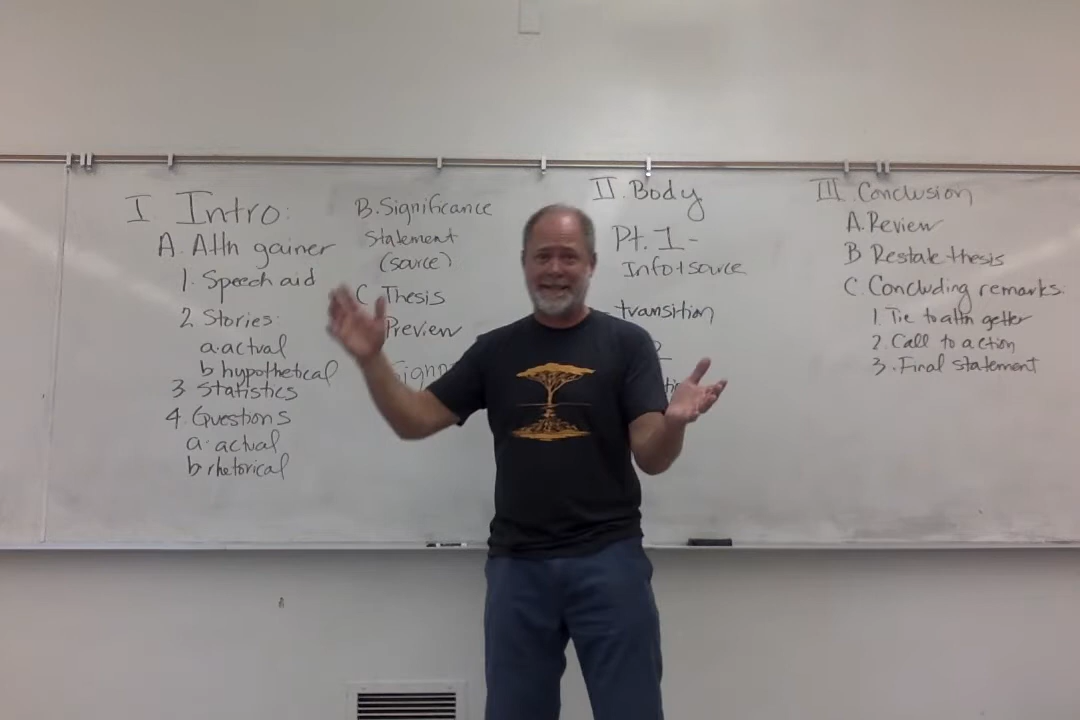 I. Intro:
A. Attn gainer
1. Speech aid
2. Stories:
a. actual
b hypothetical
3. Statistics
4. Questions
a. actual
b rhetorical
B. Significance
Statement
(source)
C Thesis
Preview
II. Body
Pt. 1-
Info + source
- transition
2
III. Conclusion
A. Review
B Restate thesis
C. Concluding remarks.
1. Tie to attn getter
2. Call to action
3. Final statement